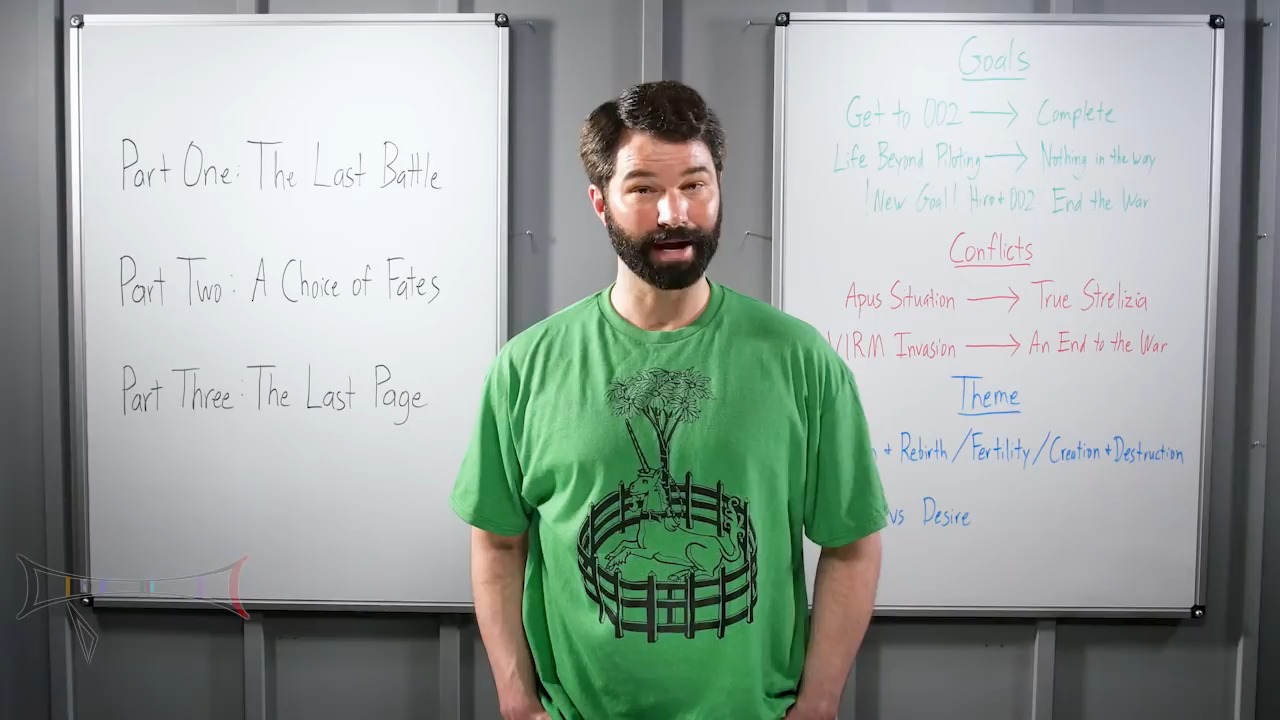 Part One: The Last Battle
Part Two: A Choice of Fates
Part Three: The Last Page
Goals
Get to 002 → Complete
Life Beyond Piloting → Nothing in the way
!New Goal! Hiro + 002 End the War
Conflicts
Apus Situation → True Strelizia
VIRM Invasion → An End to the War
Theme
+ Rebirth / Fertility / Creation + Destruction
vs Desire